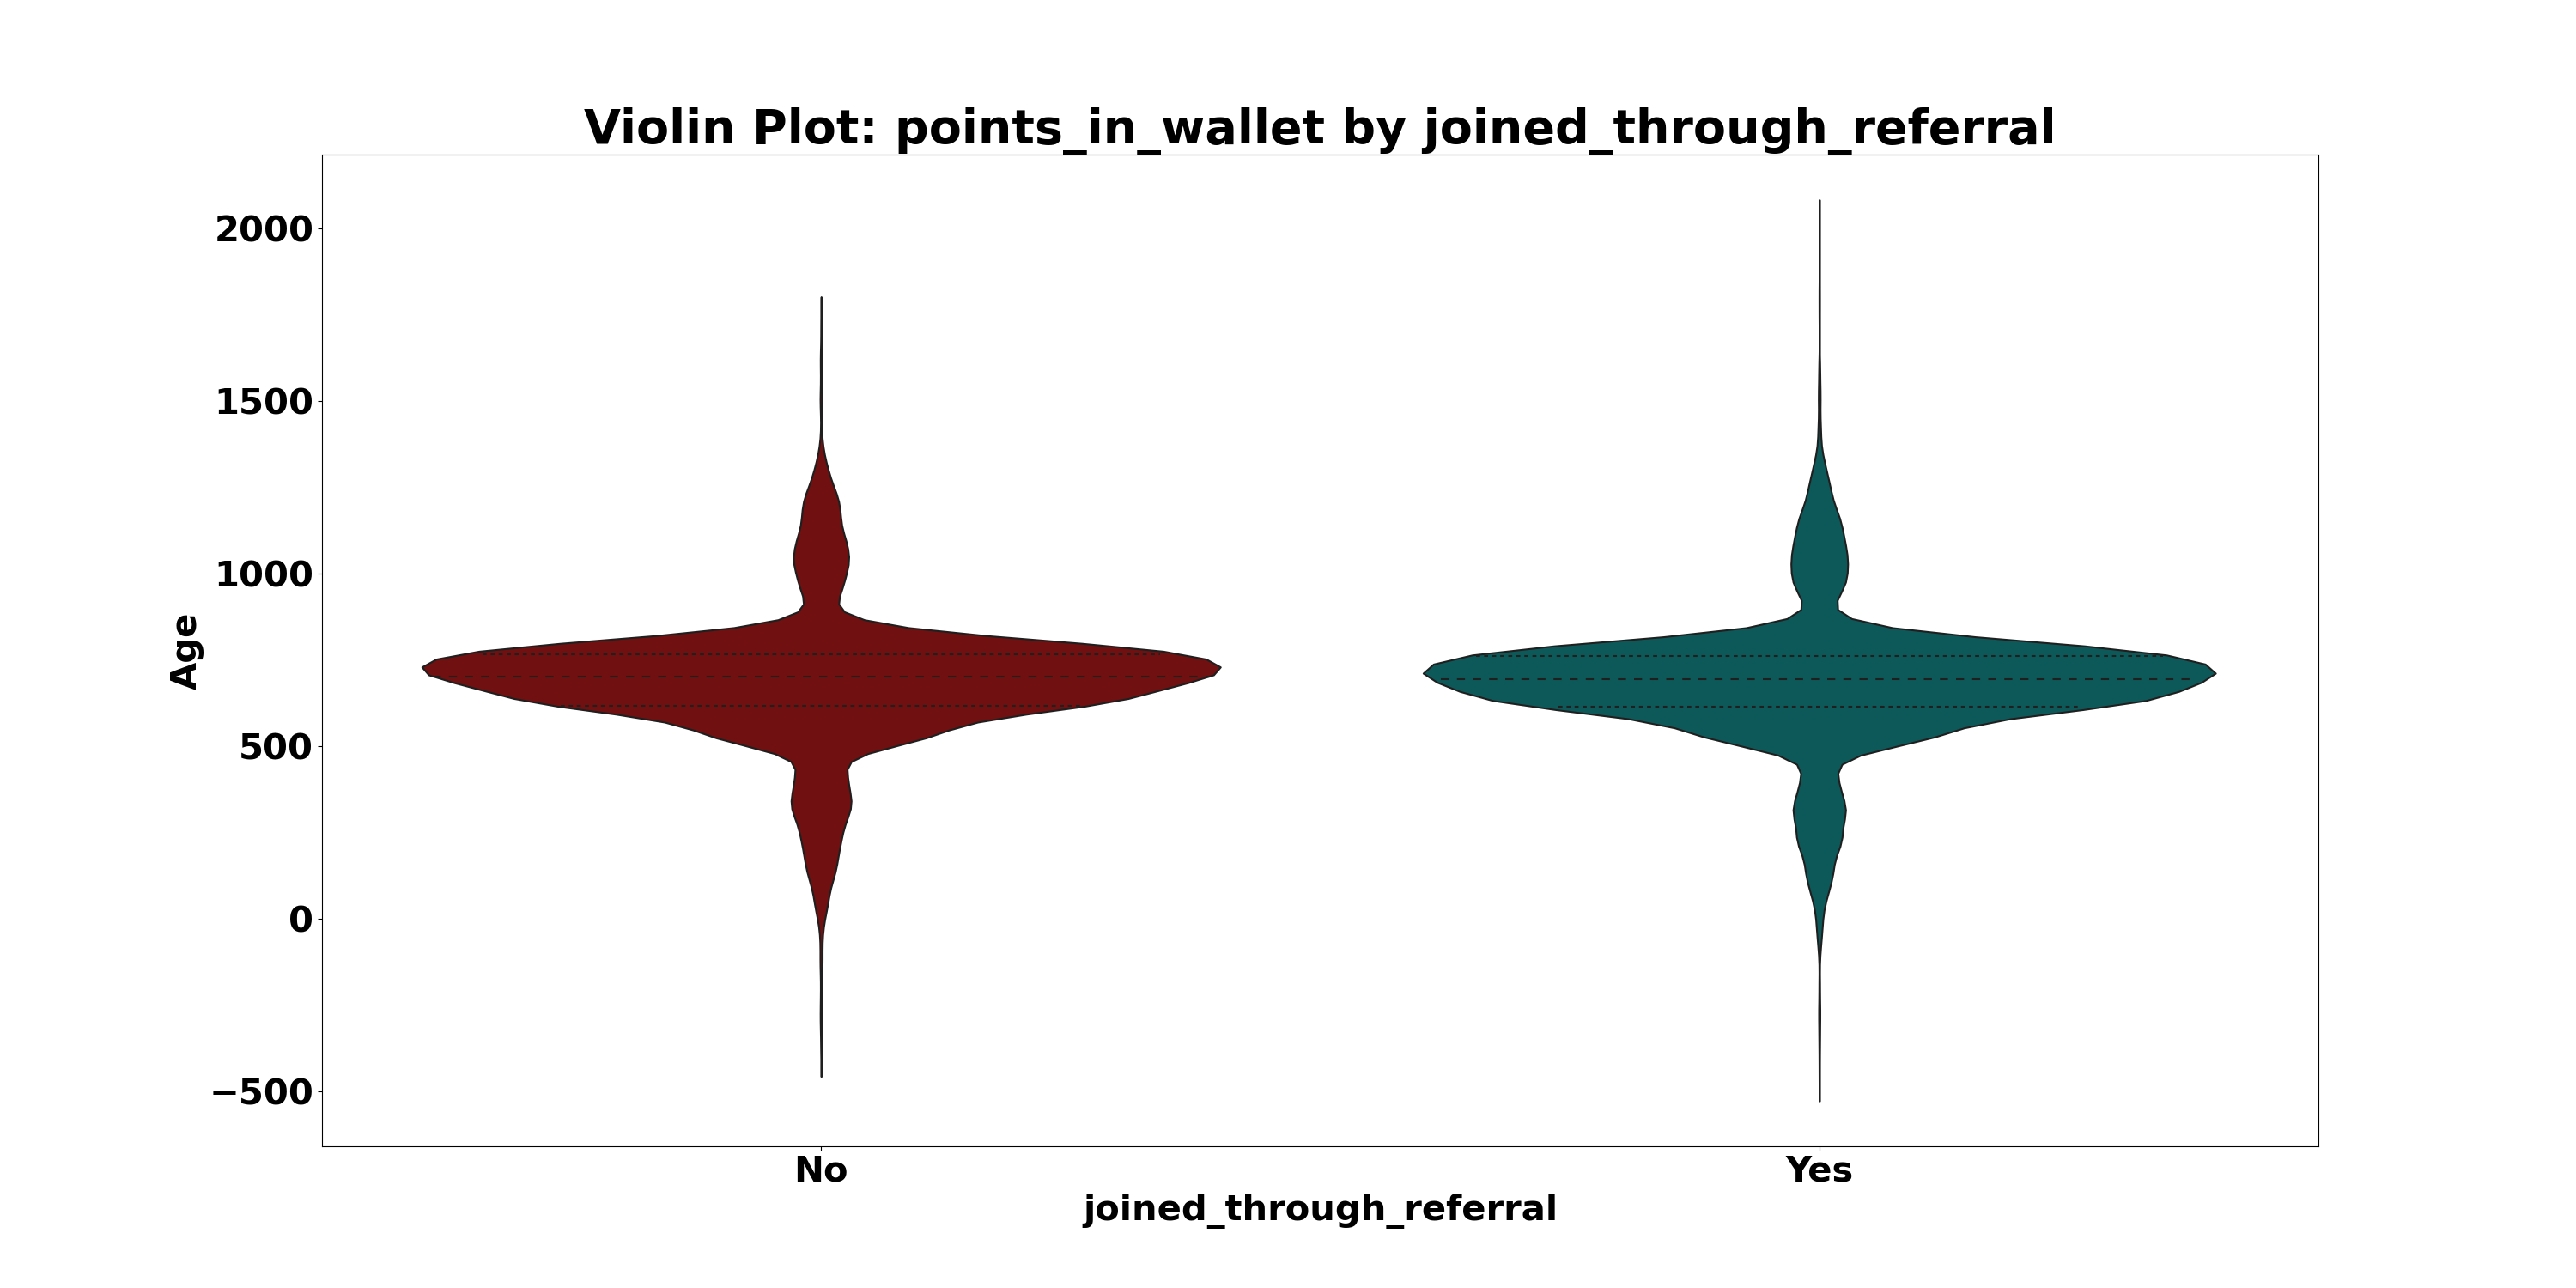 Violin Plot: points_in_wallet by joined_through_referral
Age
2000
1500
1000
500
0
−500
No
Yes
joined_through_referral